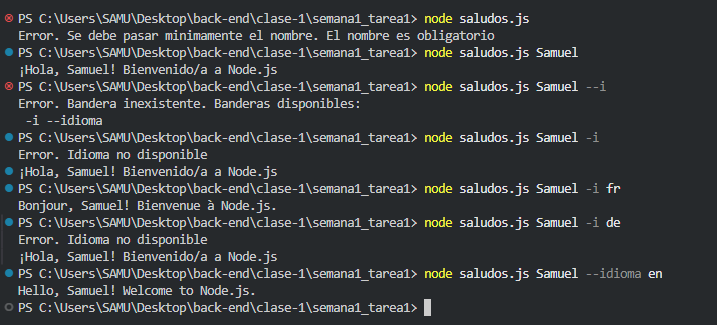 PS C:\Users\SAMU\Desktop\back-end\clase-1\semana1_tarea1> node saludos.js
Error. Se debe pasar minimamente el nombre. El nombre es obligatorio
PS C:\Users\SAMU\Desktop\back-end\clase-1\semana1_tarea1> node saludos.js Samuel
¡Hola, Samuel! Bienvenido/a a Node.js
PS C:\Users\SAMU\Desktop\back-end\clase-1\semana1_tarea1> node saludos.js Samuel --i
Error. Bandera inexistente. Banderas disponibles:
 -i --idioma
PS C:\Users\SAMU\Desktop\back-end\clase-1\semana1_tarea1> node saludos.js Samuel -i
Error. Idioma no disponible
¡Hola, Samuel! Bienvenido/a a Node.js
PS C:\Users\SAMU\Desktop\back-end\clase-1\semana1_tarea1> node saludos.js Samuel -i fr
Bonjour, Samuel! Bienvenue à Node.js.
PS C:\Users\SAMU\Desktop\back-end\clase-1\semana1_tarea1> node saludos.js Samuel -i de
Error. Idioma no disponible
¡Hola, Samuel! Bienvenido/a a Node.js
PS C:\Users\SAMU\Desktop\back-end\clase-1\semana1_tarea1> node saludos.js Samuel --idioma en
Hello, Samuel! Welcome to Node.js.
PS C:\Users\SAMU\Desktop\back-end\clase-1\semana1_tarea1>